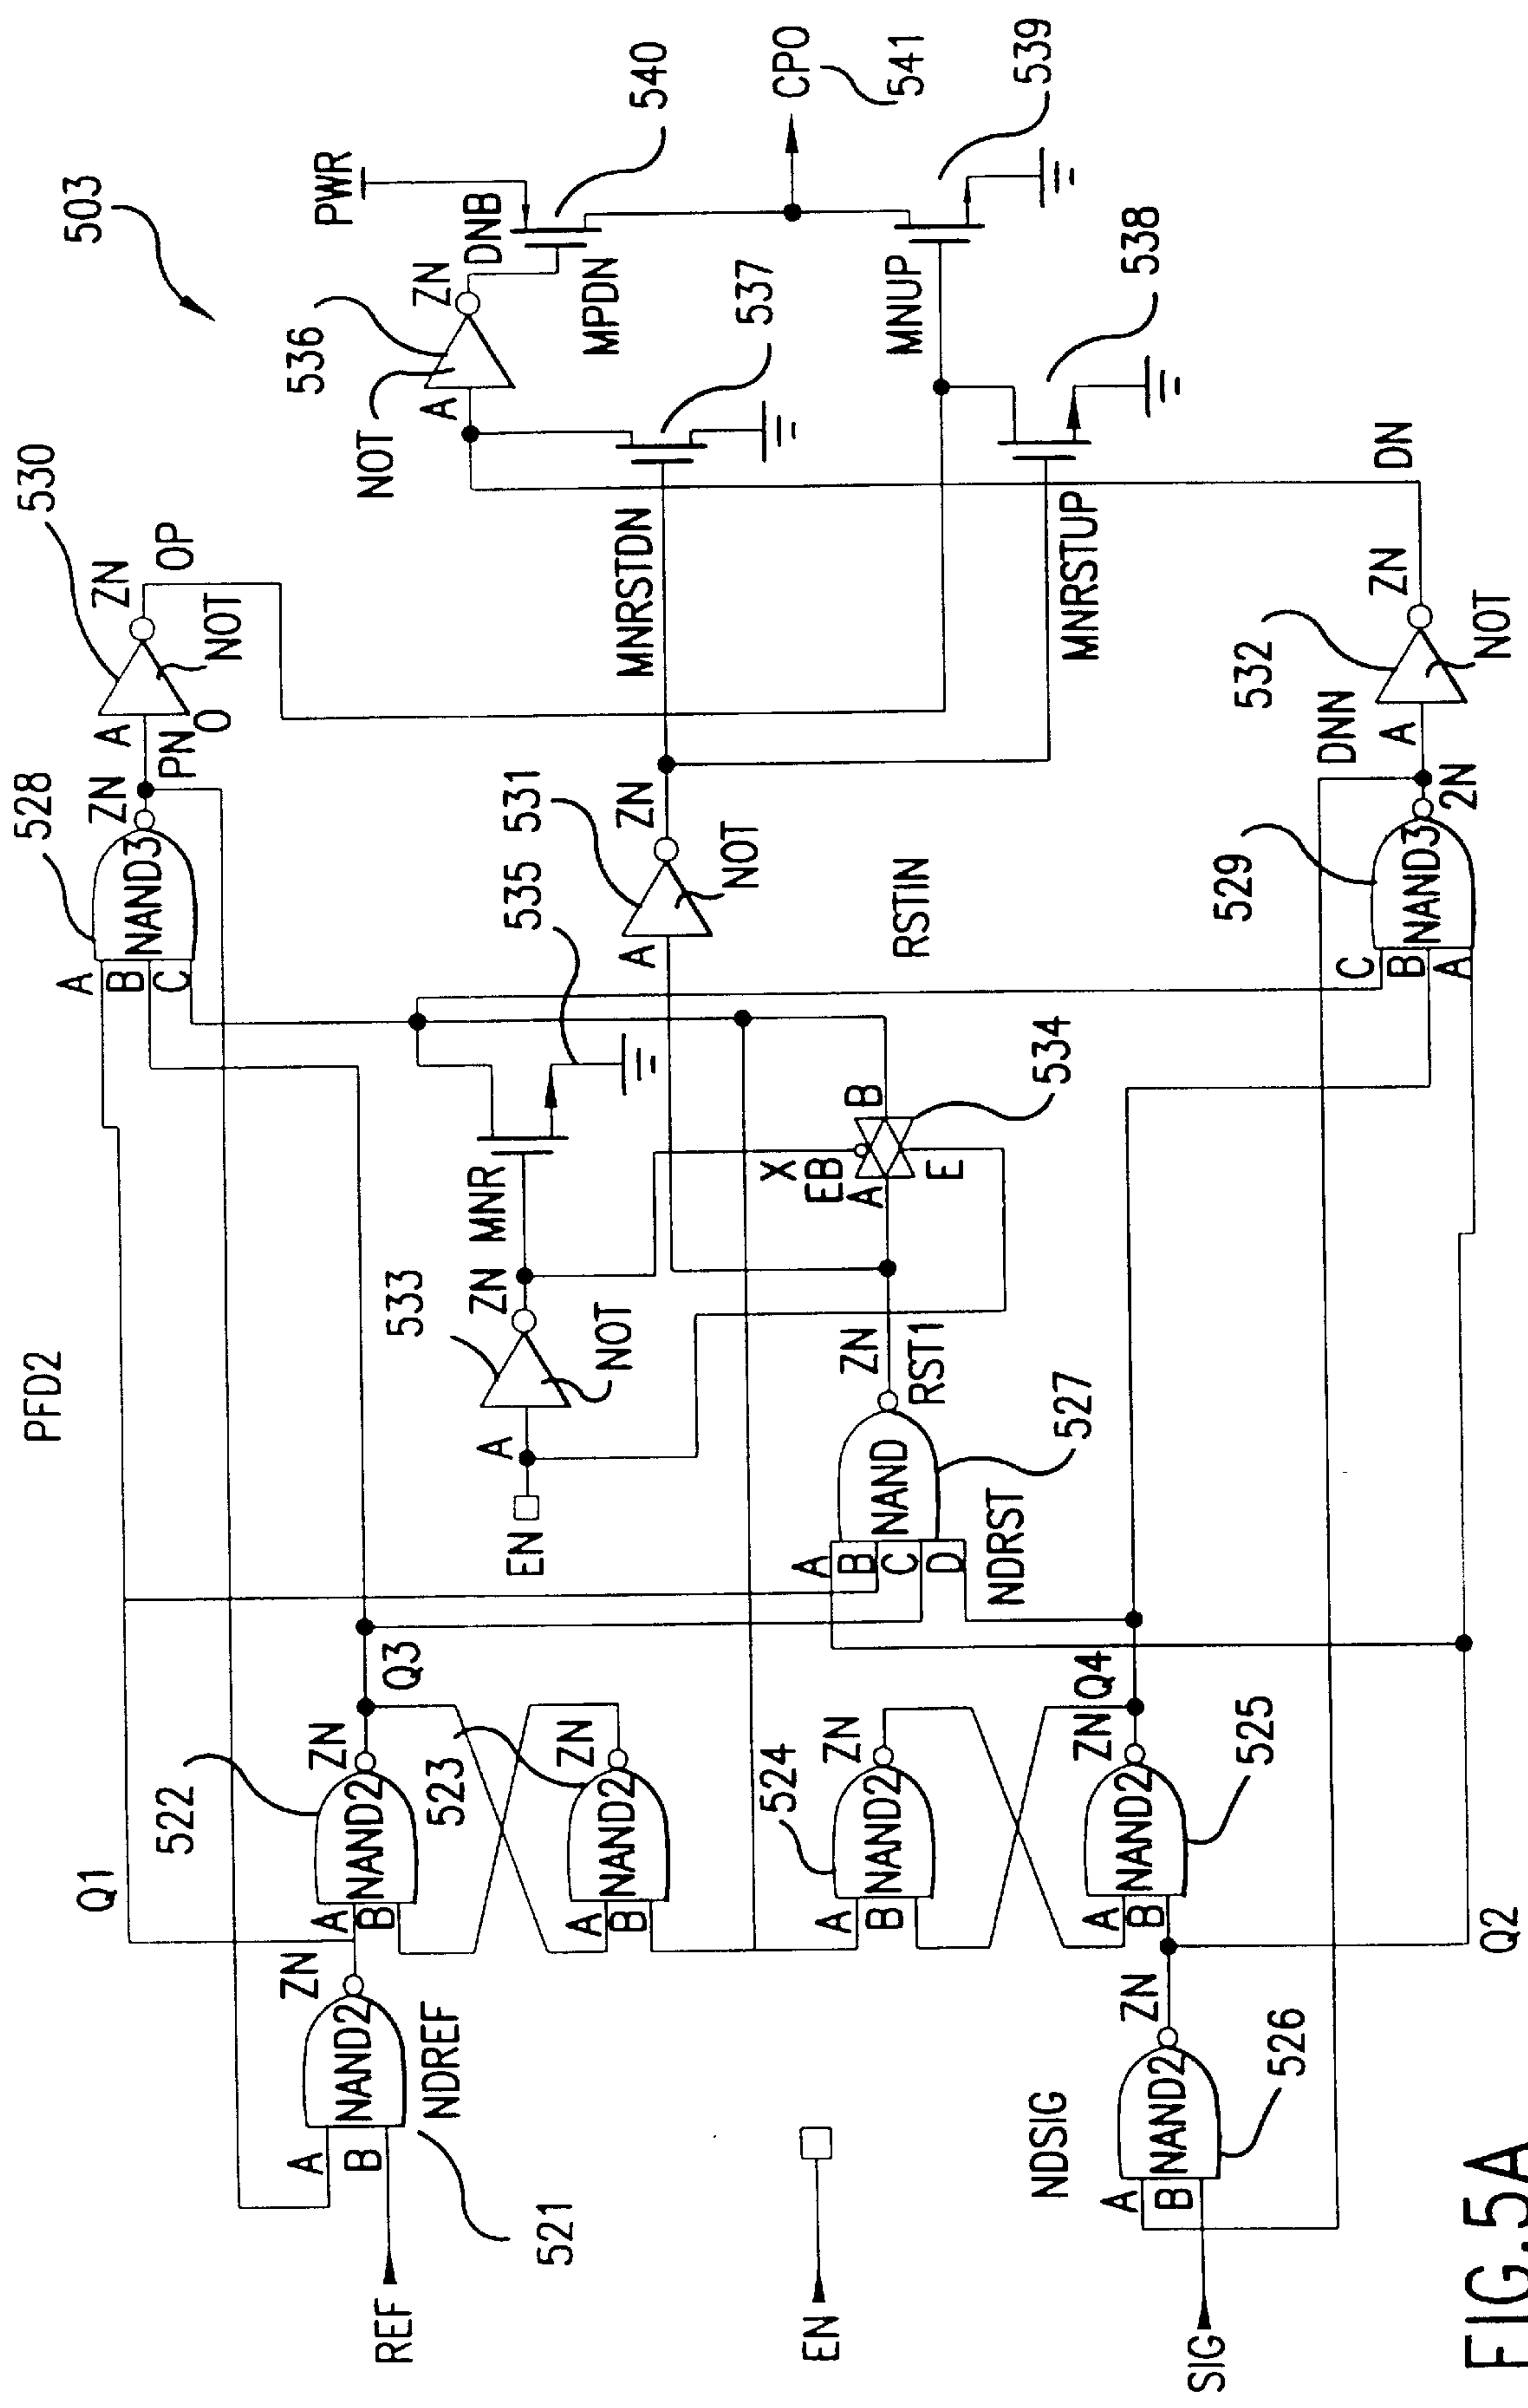 503
PFD2
530
528
A
B
C
NAND3
ZN
A
PN
O
NOT
ZN
OP
Q1
522
A
B
NAND2
ZN
Q3
523
A
B
NAND2
ZN
REF
A
B
NAND2
ZN
NDREF
521
EN
A
533
NOT
ZN
MNR
535
531
A
NOT
ZN
536
NOT
A
ZN
DNB
PWR
540
MPDN
537
MNRSTDN
CPO
541
EN
524
A
B
NAND2
ZN
A
B
C
D
NAND
NDRST
527
ZN
RST1
X
EB
A
E
B
534
RSTIN
MNUP
539
538
MNRSTUP
SIG
NDSIG
A
B
NAND2
ZN
526
A
B
NAND2
ZN
Q4
525
Q2
529
C
B
A
NAND3
2N
DNN
A
532
NOT
ZN
DN
FIG.5A